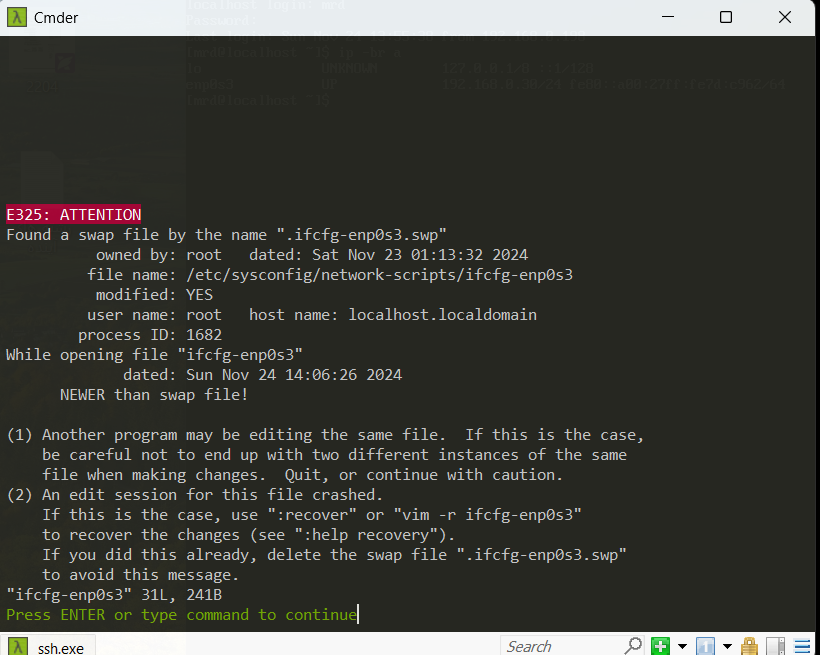 Cmder
E325: ATTENTION
Found a swap file by the name ".ifcfg-enp0s3.swp"
owned by: root   dated: Sat Nov 23 01:13:32 2024
file name: /etc/sysconfig/network-scripts/ifcfg-enp0s3
modified: YES
user name: root   host name: localhost.localdomain
process ID: 1682
While opening file "ifcfg-enp0s3"
dated: Sun Nov 24 14:06:26 2024
NEWER than swap file!
(1) Another program may be editing the same file.  If this is the case,
be careful not to end up with two different instances of the same
file when making changes.  Quit, or continue with caution.
(2) An edit session for this file crashed.
If this is the case, use ":recover" or "vim -r ifcfg-enp0s3"
to recover the changes (see ":help recovery").
If you did this already, delete the swap file ".ifcfg-enp0s3.swp"
to avoid this message.
"ifcfg-enp0s3" 31L, 241B
Press ENTER or type command to continue
ssh.exe
Search